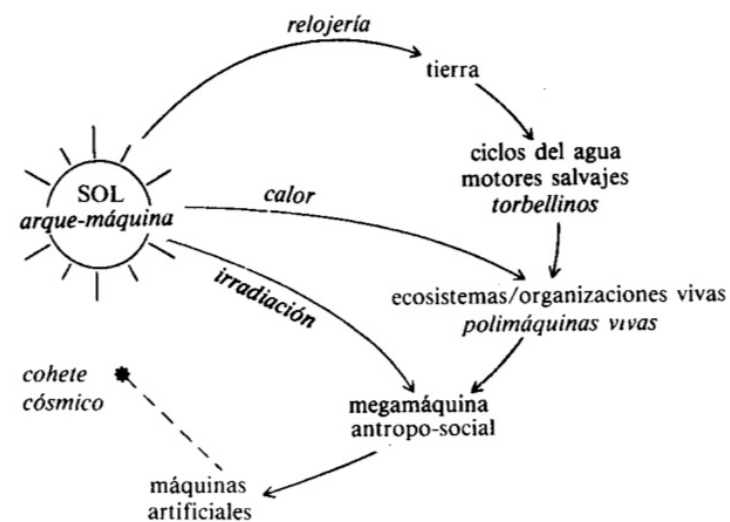 relojería
tierra
ciclos del agua
motores salvajes
torbellinos
SOL
arque-máquina
calor
irradiación
ecosistemas/organizaciones vivas
polimáquinas vivas
cohete
cósmico
megamáquina
antropo-social
máquinas
artificiales